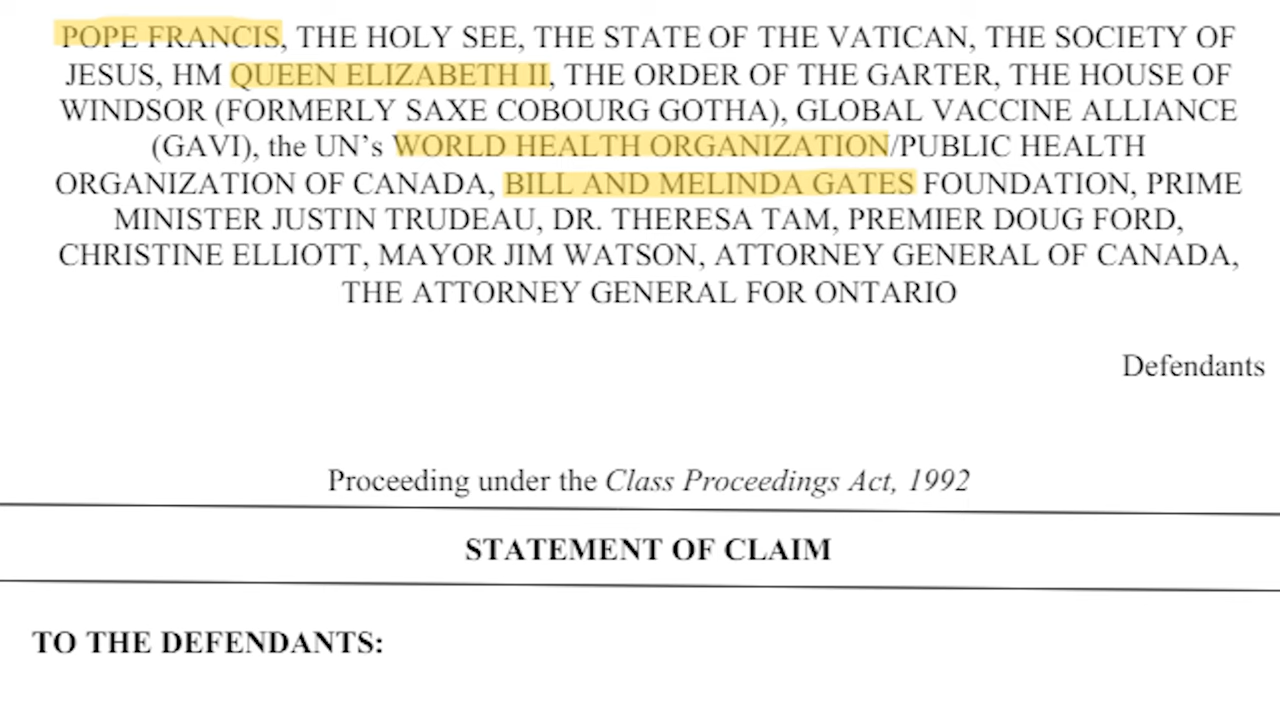 POPE FRANCIS, THE HOLY SEE, THE STATE OF THE VATICAN, THE SOCIETY OF
JESUS, HM QUEEN ELIZABETH II, THE ORDER OF THE GARTER, THE HOUSE OF
WINDSOR (FORMERLY SAXE COBOURG GOTHA), GLOBAL VACCINE ALLIANCE
(GAVI), the UN’s WORLD HEALTH ORGANIZATION/PUBLIC HEALTH
ORGANIZATION OF CANADA, BILL AND MELINDA GATES FOUNDATION, PRIME
MINISTER JUSTIN TRUDEAU, DR. THERESA TAM, PREMIER DOUG FORD,
CHRISTINE ELLIOTT, MAYOR JIM WATSON, ATTORNEY GENERAL OF CANADA,
THE ATTORNEY GENERAL FOR ONTARIO
Defendants
Proceeding under the Class Proceedings Act, 1992
STATEMENT OF CLAIM
TO THE DEFENDANTS: